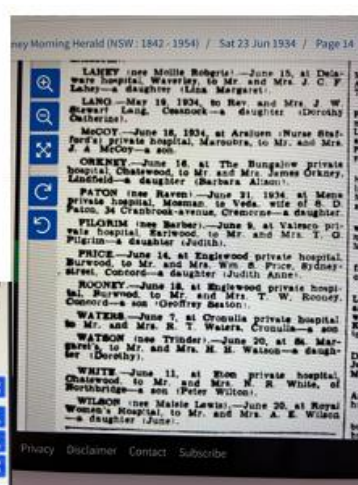 ney Morning Herald (NSW : 1842 - 1954) / Sat 23 Jun 1934 / Page 14
LAHEY (nee Mollie Roberts).—June 15, at Dela-
ware hospital, Waverley, to Mr. and Mrs. J. C. F
Lahey—a daughter (Lina Margaret).
LANG.—May 19, 1934, to Rev. and Mrs. J. W.
Stewart Lang, Cessnock—a daughter (Dorothy
Catherine).
McCOY.—June 16, 1934, at Araluen (Nurse Staf-
ford's) private hospital, Maroubra, to Mr. and Mrs.
J. A. McCoy—a son.
ORKNEY.—June 16, at The Bungalow private
hospital, Chatswood, to Mr. and Mrs. James Orkney,
Lindfield—a daughter (Barbara Alison).
PATON (nee Raven).—June 21, 1934, at Mena
private hospital, Mosman, to Veda, wife of S. D.
Paton, 34 Cranbrook-avenue, Cremorne—a daughter.
PILGRIM (nee Barber).—June 9, at Valesco pri-
vate hospital, Earlwood, to Mr. and Mrs. T. G.
Pilgrim—a daughter (Judith).
PRICE.—June 14, at Englewood private hospital,
Burwood, to Mr. and Mrs. Wm. C. Price, Sydney
street, Concord—a daughter (Judith Anne).
ROONEY.—June 18, at Englewood private hospi-
tal, Burwood, to Mr. and Mrs. T. W. Rooney,
Concord—a son (Geoffrey Seaton).
WATERS.—June 7, at Cronulla private hospital
to Mr. and Mrs. R. T. Waters, Cronulla—a son
WATSON (nee Trinder).—June 20, at St. Mar-
garet's, to Mr. and Mrs. H. H. Watson—a daugh-
ter (Dorothy).
WHITE.—June 11, at Eton private hospital,
Chatswood, to Mr. and Mrs. N. R. White, of
Northbridge—a son (Peter Wilton).
WILSON (nee Maisie Lewis).—June 20, at Royal
Women's Hospital, to Mr. and Mrs. A. E. Wilson
—a daughter (June).
Privacy Disclaimer Contact Subscribe